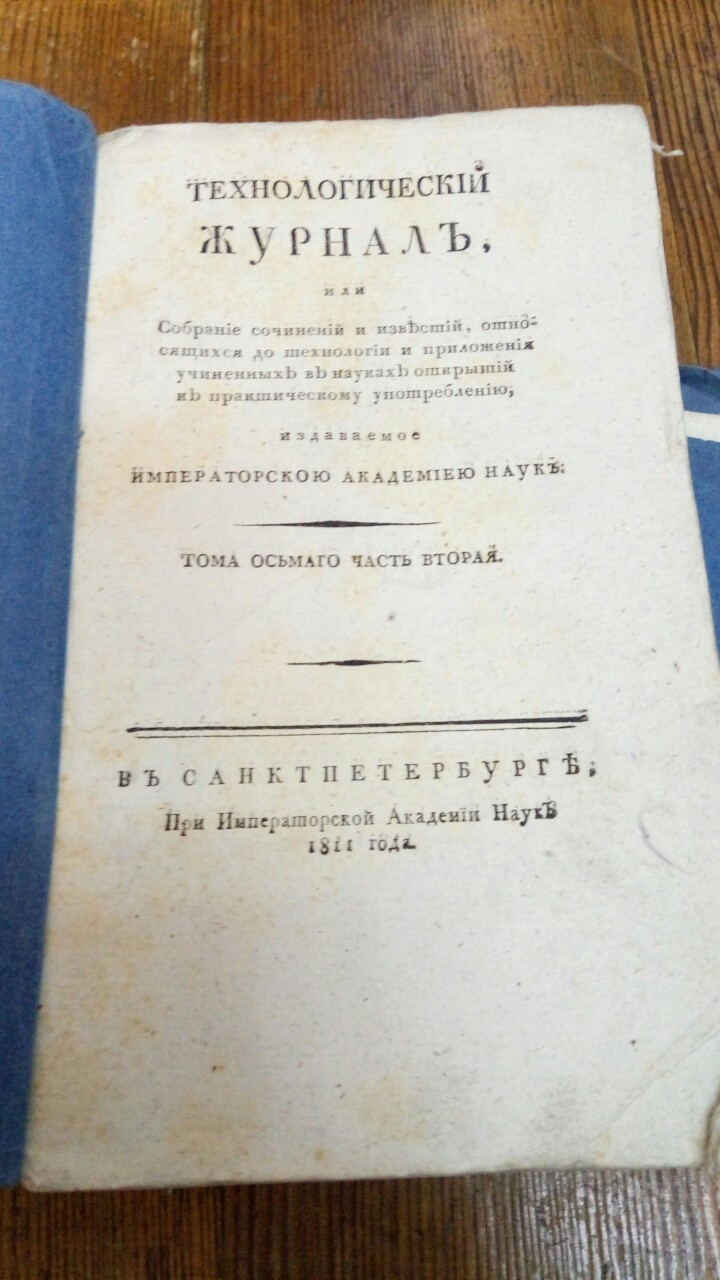 ТЕХНОЛОГИЧЕСКІЙ
ЖУРНАЛЪ,
или
Собраніе сочиненій и извѣстій, отно-
сящихся до технологіи и приложенія
учиненныхъ въ наукахъ открытій
къ практическому употребленію,
издаваемое
ИМПЕРАТОРСКОЮ АКАДЕМІЕЮ НАУКЪ.
ТОМА ОСЬМАГО ЧАСТЬ ВТОРАЯ.
ВЪ САНКТПЕТЕРБУРГѢ,
При Императорской Академіи Наукъ
1811 года.